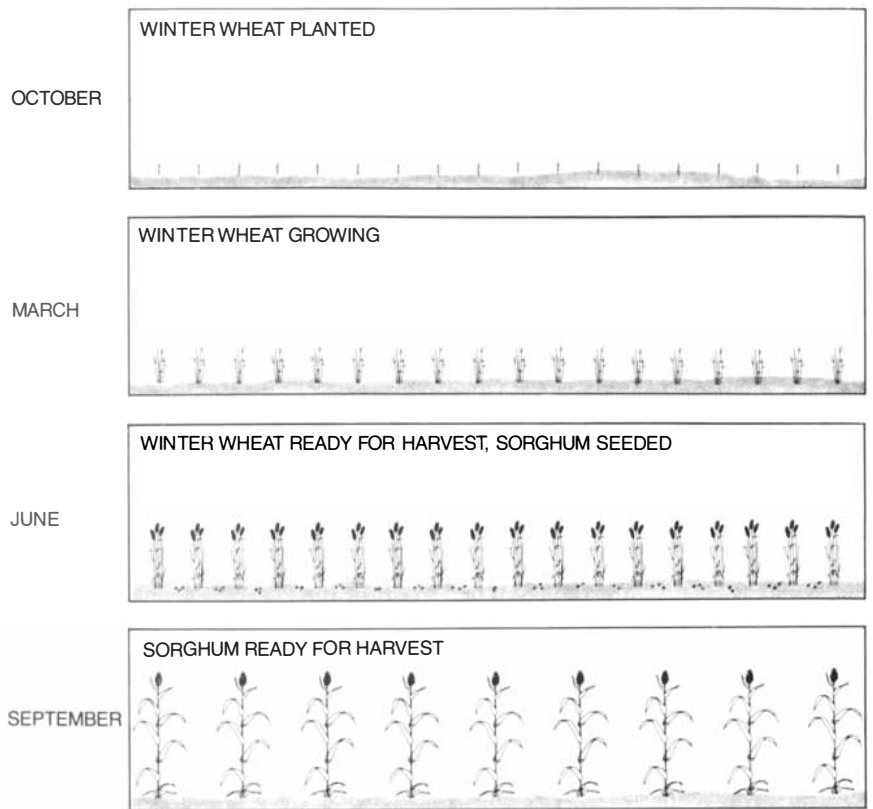 WINTER WHEAT PLANTED
OCTOBER
WINTER WHEAT GROWING
MARCH
WINTER WHEAT READY FOR HARVEST, SORGHUM SEEDED
JUNE
SORGHUM READY FOR HARVEST
SEPTEMBER